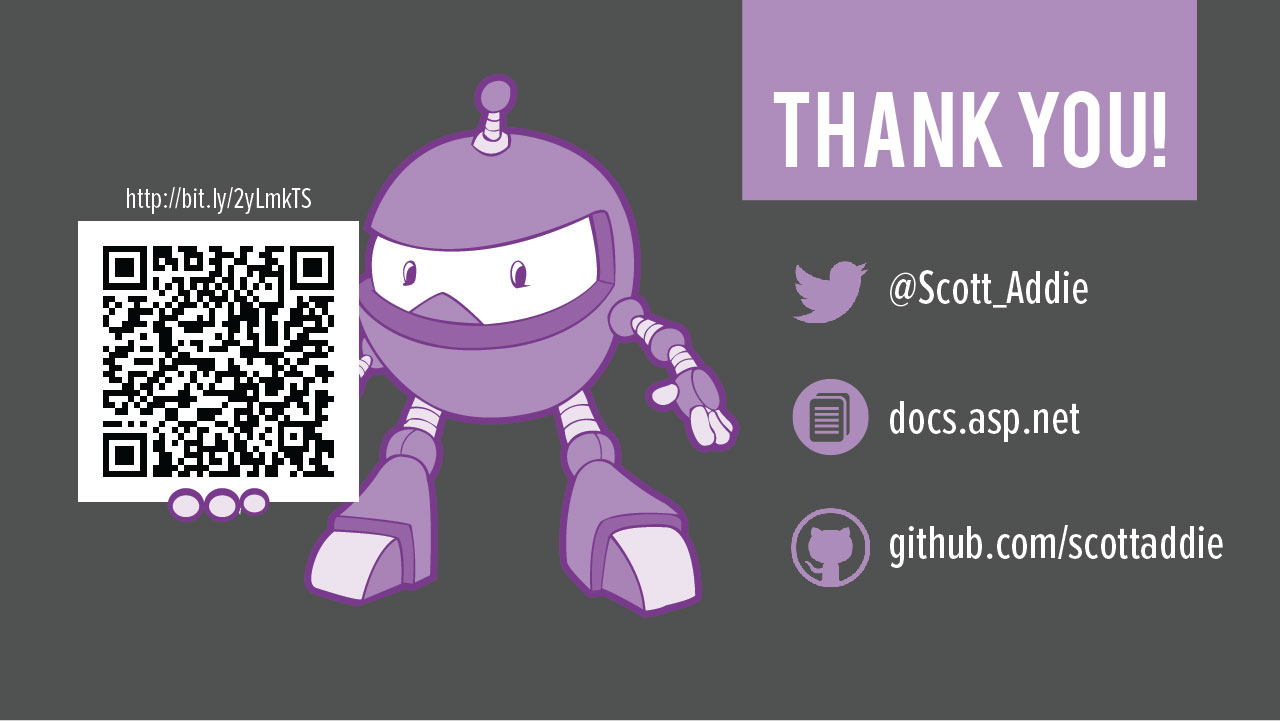 THANK YOU!
http://bit.ly/2yLmkTS
@Scott_Addie
docs.asp.net
github.com/scottaddie